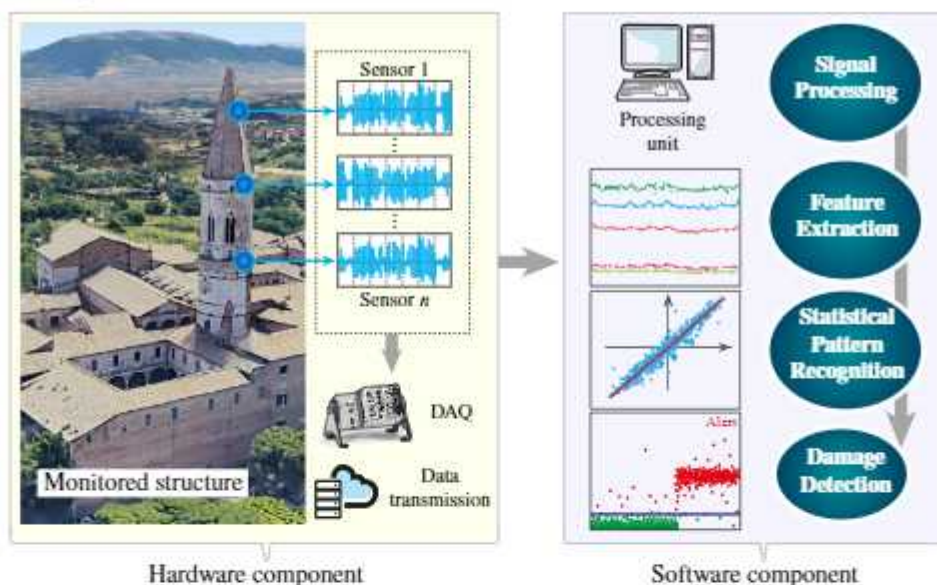 Sensor 1
Sensor n
DAQ
Data
transmission
Monitored structure
Hardware component
Processing
unit
Signal
Processing
Feature
Extraction
Statistical
Pattern
Recognition
Damage
Detection
Software component